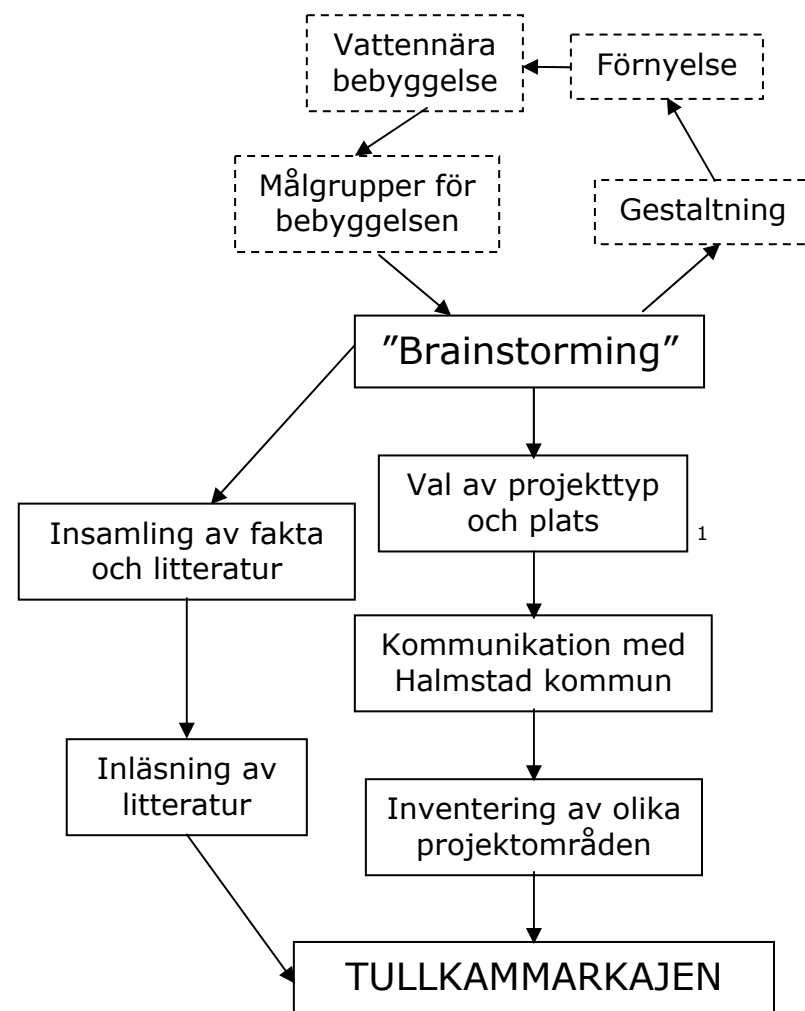 Vattennära
bebyggelse
Förnyelse
Målgrupper för
bebyggelsen
Gestaltning
”Brainstorming”
Val av projekttyp
och plats
1
Insamling av fakta
och litteratur
Kommunikation med
Halmstad kommun
Inläsning av
litteratur
Inventering av olika
projektområden
TULLKAMMARKAJEN